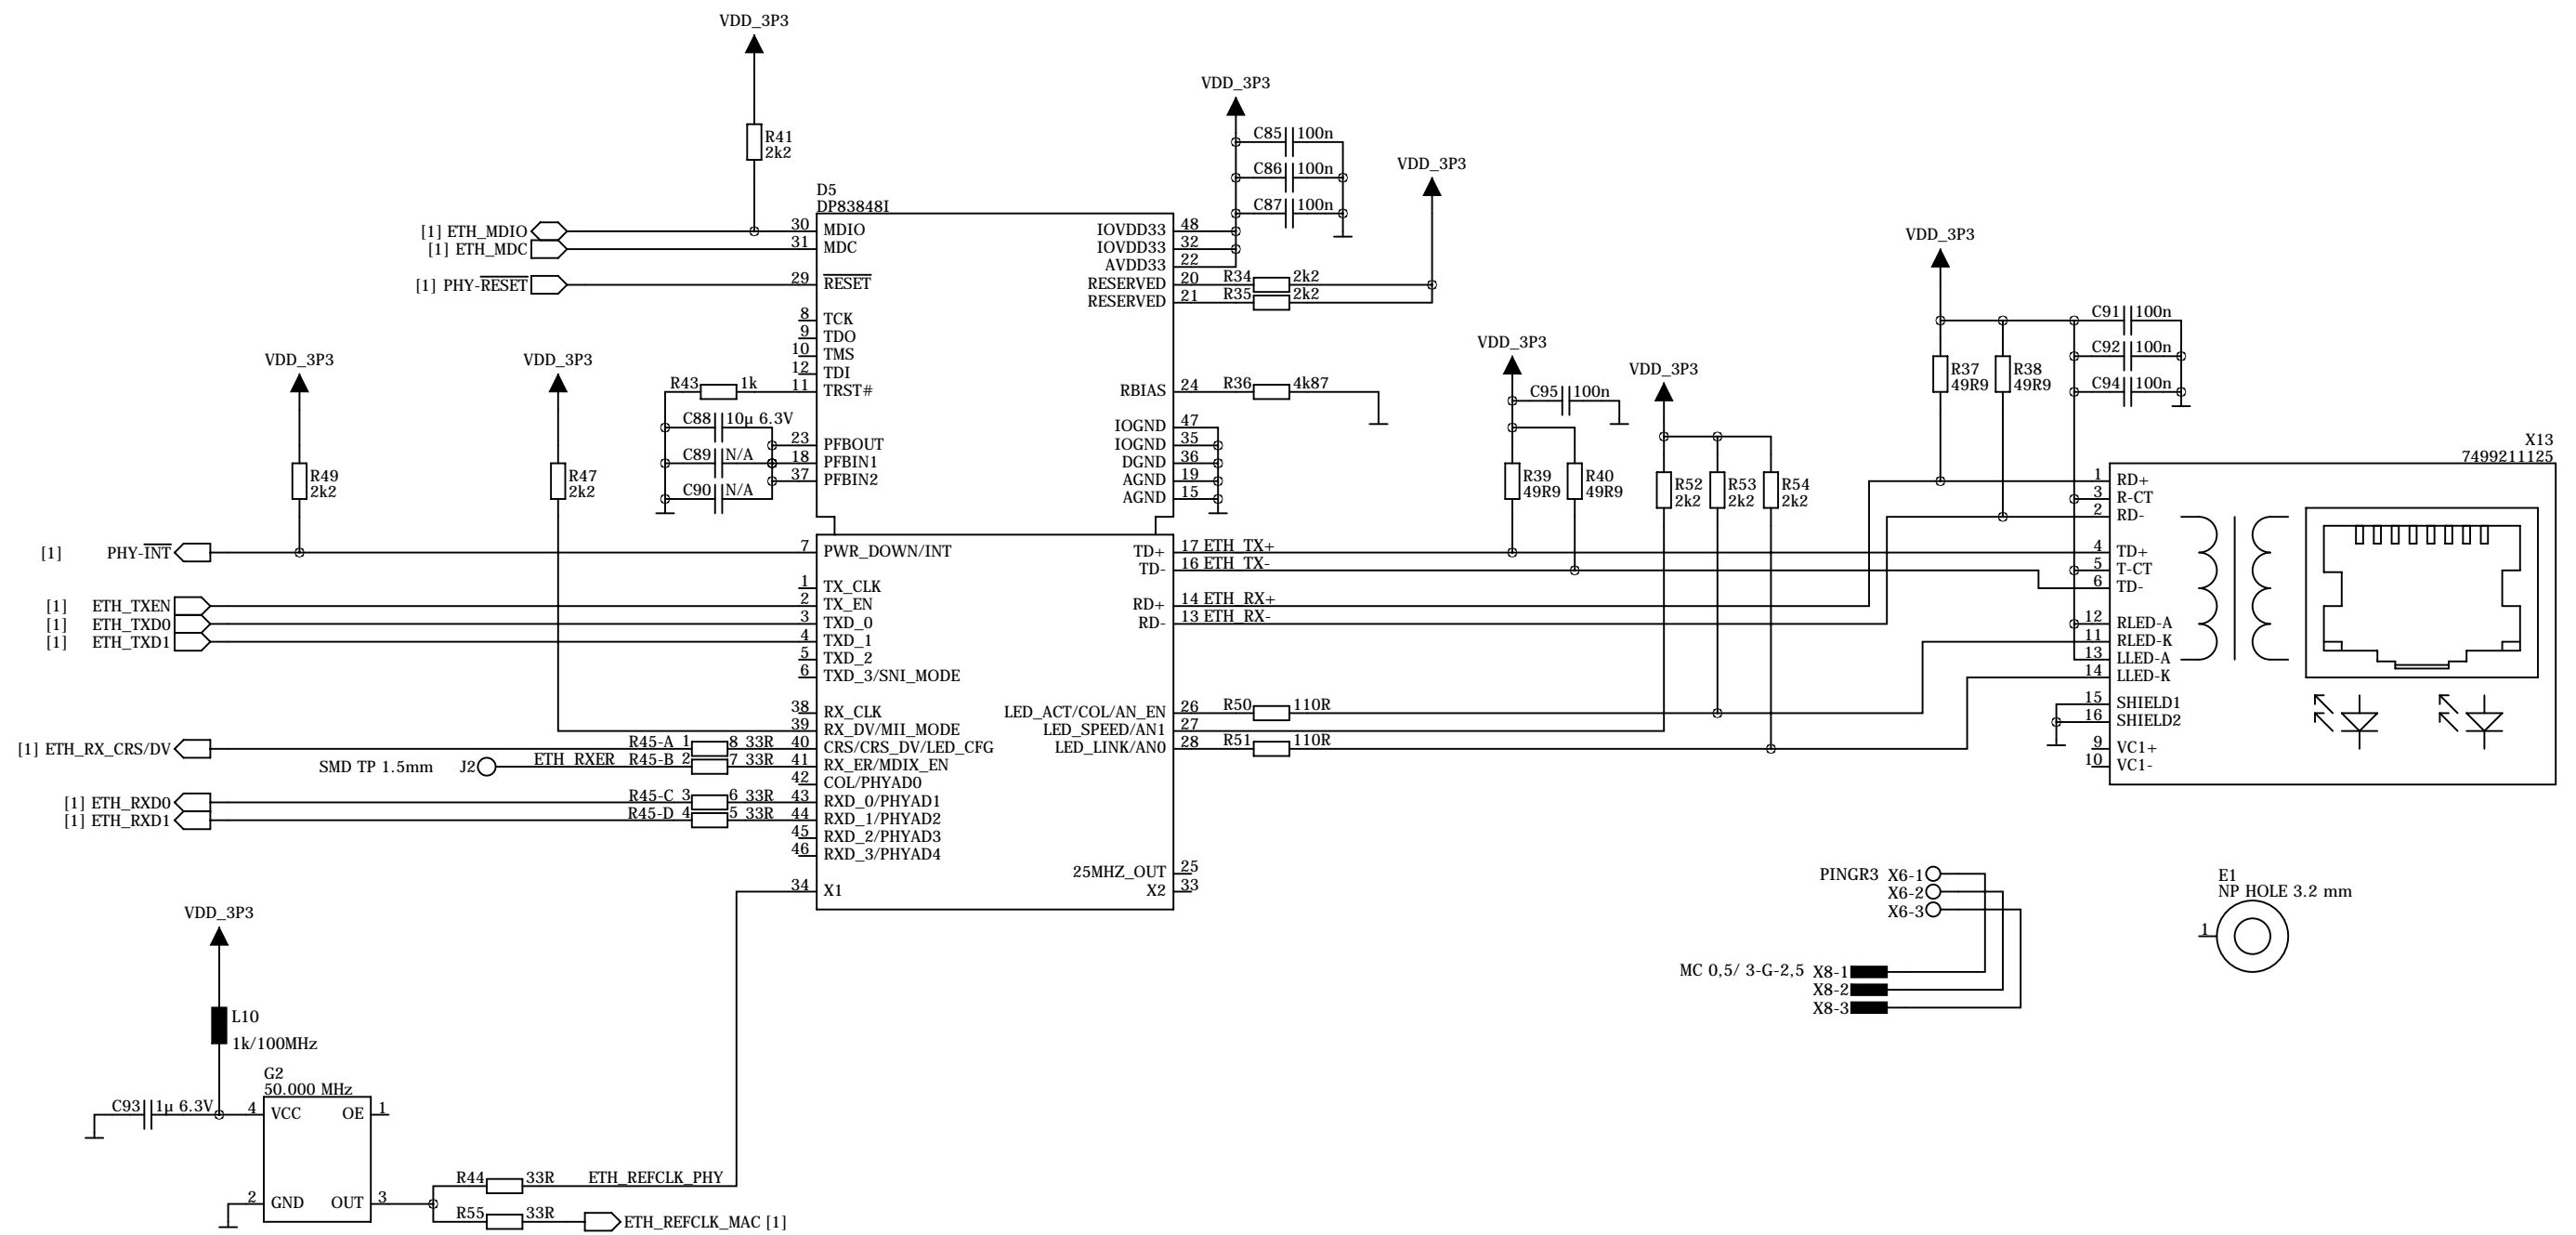 VDD_3P3
R41
2k2
VDD_3P3
C85 100n
C86 100n
C87 100n
VDD_3P3
D5
DP83848I
[1] ETH_MDIO
[1] ETH_MDC
[1] PHY-RESET
30 MDIO
31 MDC
29 RESET
8 TCK
9 TDO
10 TMS
12 TDI
11 TRST#
R43 1k
C88 10µ 6.3V
C89 N/A
C90 N/A
23 PFBOUT
18 PFBIN1
37 PFBIN2
IOVDD33 48
IOVDD33 32
AVDD33 22
RESERVED 20 R34 2k2
RESERVED 21 R35 2k2
RBIAS 24 R36 4k87
IOGND 47
IOGND 35
DGND 36
AGND 19
AGND 15
VDD_3P3
R49
2k2
VDD_3P3
R47
2k2
[1] PHY-INT
[1] ETH_TXEN
[1] ETH_TXD0
[1] ETH_TXD1
7 PWR_DOWN/INT
1 TX_CLK
2 TX_EN
3 TXD_0
4 TXD_1
5 TXD_2
6 TXD_3/SNI_MODE
38 RX_CLK
39 RX_DV/MII_MODE
[1] ETH_RX_CRS/DV R45-A 1 8 33R 40 CRS/CRS_DV/LED_CFG
SMD TP 1.5mm J2 ETH_RXER R45-B 2 7 33R 41 RX_ER/MDIX_EN
42 COL/PHYAD0
[1] ETH_RXD0 R45-C 3 6 33R 43 RXD_0/PHYAD1
[1] ETH_RXD1 R45-D 4 5 33R 44 RXD_1/PHYAD2
45 RXD_2/PHYAD3
46 RXD_3/PHYAD4
34 X1
TD+ 17 ETH_TX+
TD- 16 ETH_TX-
RD+ 14 ETH_RX+
RD- 13 ETH_RX-
LED_ACT/COL/AN_EN 26 R50 110R
LED_SPEED/AN1 27
LED_LINK/AN0 28 R51 110R
25MHZ_OUT 25
X2 33
VDD_3P3
C95 100n
R39
49R9
R40
49R9
VDD_3P3
R52
2k2
R53
2k2
R54
2k2
VDD_3P3
R37
49R9
R38
49R9
C91 100n
C92 100n
C94 100n
X13
7499211125
1 RD+
3 R-CT
2 RD-
4 TD+
5 T-CT
6 TD-
12 RLED-A
11 RLED-K
13 LLED-A
14 LLED-K
15 SHIELD1
16 SHIELD2
9 VC1+
10 VC1-
PINGR3 X6-1
X6-2
X6-3
MC 0,5/ 3-G-2,5 X8-1
X8-2
X8-3
E1
NP HOLE 3.2 mm
1
VDD_3P3
L10
1k/100MHz
G2
50.000 MHz
C93 1µ 6.3V
4 VCC OE 1
2 GND OUT 3
R44 33R ETH_REFCLK_PHY
R55 33R ETH_REFCLK_MAC [1]